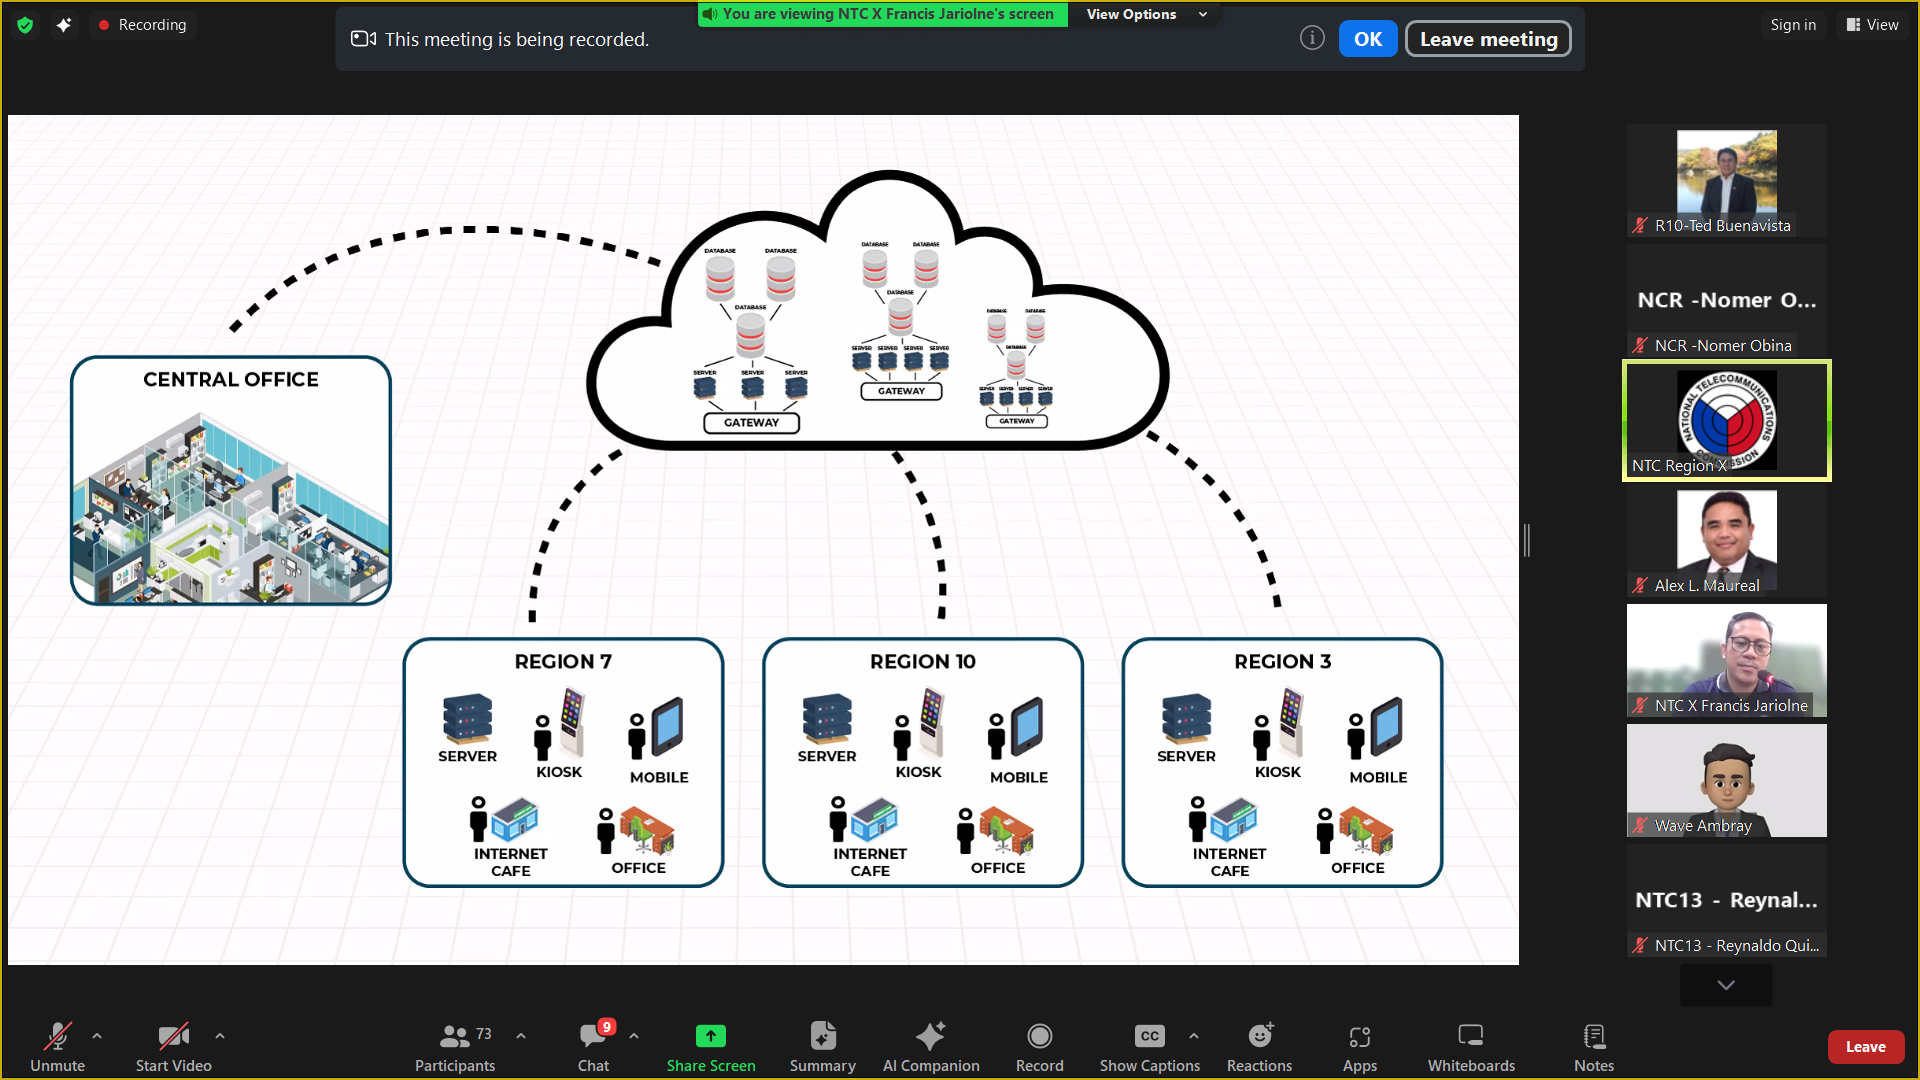 Recording
This meeting is being recorded.
You are viewing NTC X Francis Jariolne's screen
View Options
OK
Leave meeting
Sign in
View
CENTRAL OFFICE
DATABASE
DATABASE
DATABASE
SERVER
SERVER
SERVER
GATEWAY
DATABASE
DATABASE
DATABASE
SERVER
SERVER
SERVER
SERVER
GATEWAY
DATABASE
DATABASE
DATABASE
SERVER
SERVER
SERVER
SERVER
GATEWAY
REGION 7
SERVER
KIOSK
MOBILE
INTERNET
CAFE
OFFICE
REGION 10
SERVER
KIOSK
MOBILE
INTERNET
CAFE
OFFICE
REGION 3
SERVER
KIOSK
MOBILE
INTERNET
CAFE
OFFICE
R10-Ted Buenavista
NCR -Nomer O...
NCR -Nomer Obina
NATIONAL TELECOMMUNICATIONS
NTC Region X
Alex L. Maureal
NTC X Francis Jariolne
Wave Ambray
NTC13 - Reynal...
NTC13 - Reynaldo Qui...
Unmute
Start Video
73
Participants
9
Chat
Share Screen
Summary
AI Companion
Record
CC
Show Captions
Reactions
Apps
Whiteboards
Notes
Leave